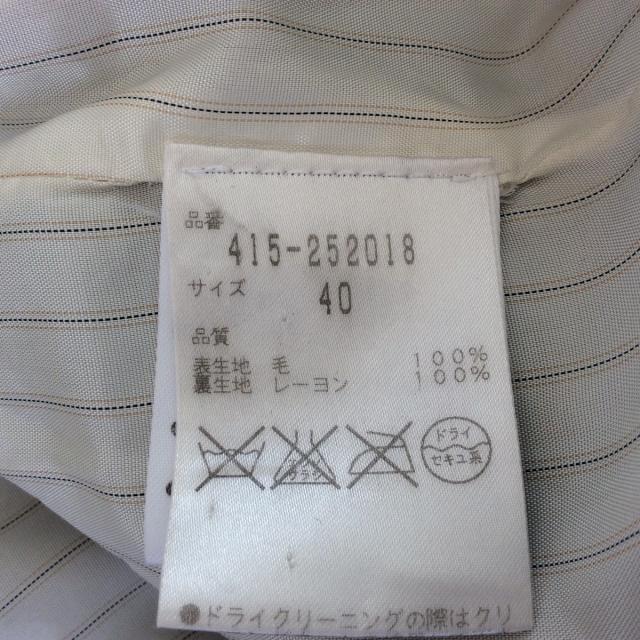 品番
415-252018
サイズ
40
品質
表生地 毛 100%
裏生地 レーヨン 100%
ドライ
セキユ系
●ドライクリーニングの際はクリ